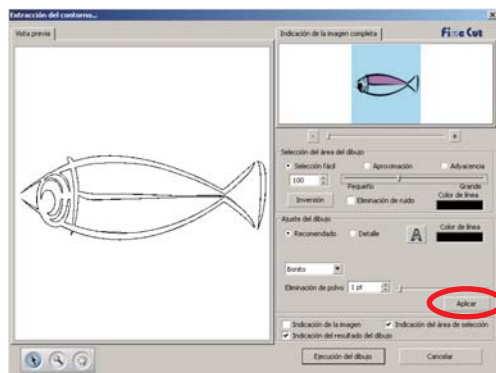 Extracción del contorno...
Vista previa
Indicación de la imagen completa
Fine Cut
- +
Selección del área del dibujo
Selección fácil Aproximación Adyacencia
100
Pequeño Grande
Inversión Eliminación de ruido Color de línea
Ajuste del dibujo
Recomendado Detalle A Color de línea
Bonito
Eliminación de polvo 1 pt
Aplicar
Indicación de la imagen Indicación del área de selección
Indicación del resultado del dibujo
Ejecución del dibujo Cancelar